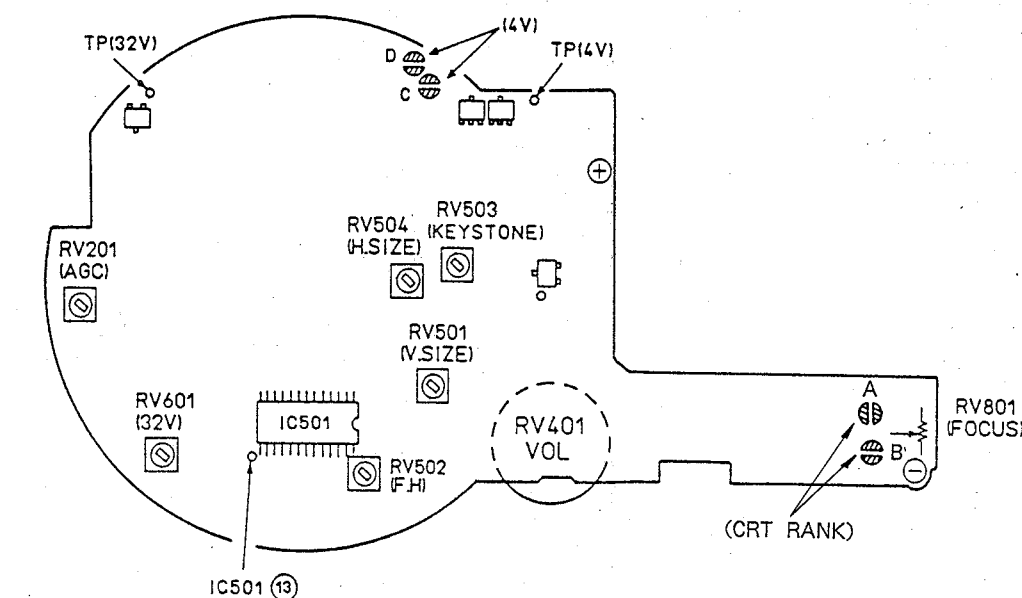 (4V)
TP(32V)
D
TP(4V)
C
+
RV504
(H.SIZE)
RV503
(KEYSTONE)
RV201
(AGC)
RV501
(V.SIZE)
A
RV601
(32V)
IC501
RV401
VOL
RV801
(FOCUS)
B
RV502
(F.H)
−
(CRT RANK)
IC501 ⑬